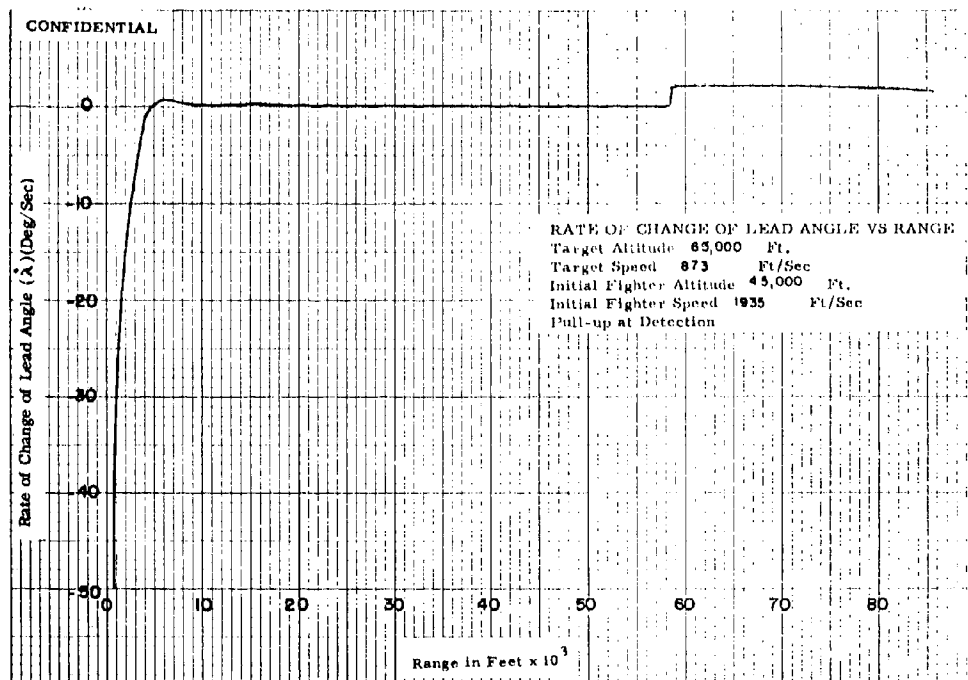 CONFIDENTIAL
0
-10
-20
-30
-40
-50
Rate of Change of Lead Angle (λ̇)(Deg/Sec)
RATE OF CHANGE OF LEAD ANGLE VS RANGE
Target Altitude 65,000 Ft.
Target Speed 873 Ft/Sec
Initial Fighter Altitude 45,000 Ft.
Initial Fighter Speed 1935 Ft/Sec
Pull-up at Detection
0 10 20 30 40 50 60 70 80
Range in Feet x 10³